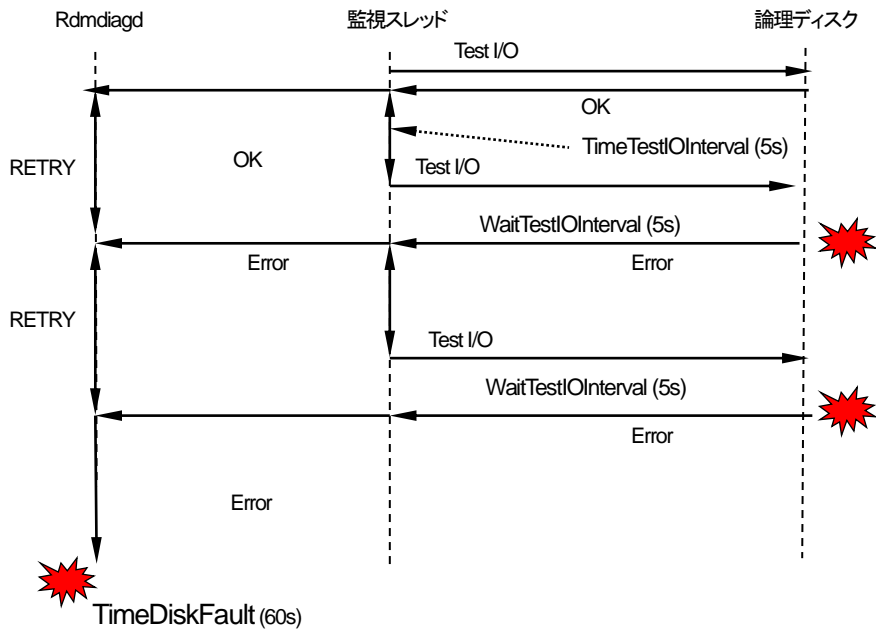 Rdmdiagd 監視スレッド 論理ディスク
Test I/O
OK
TimeTestIOInterval (5s)
RETRY
OK
Test I/O
WaitTestIOInterval (5s)
Error
Error
RETRY
Test I/O
WaitTestIOInterval (5s)
Error
Error
TimeDiskFault (60s)